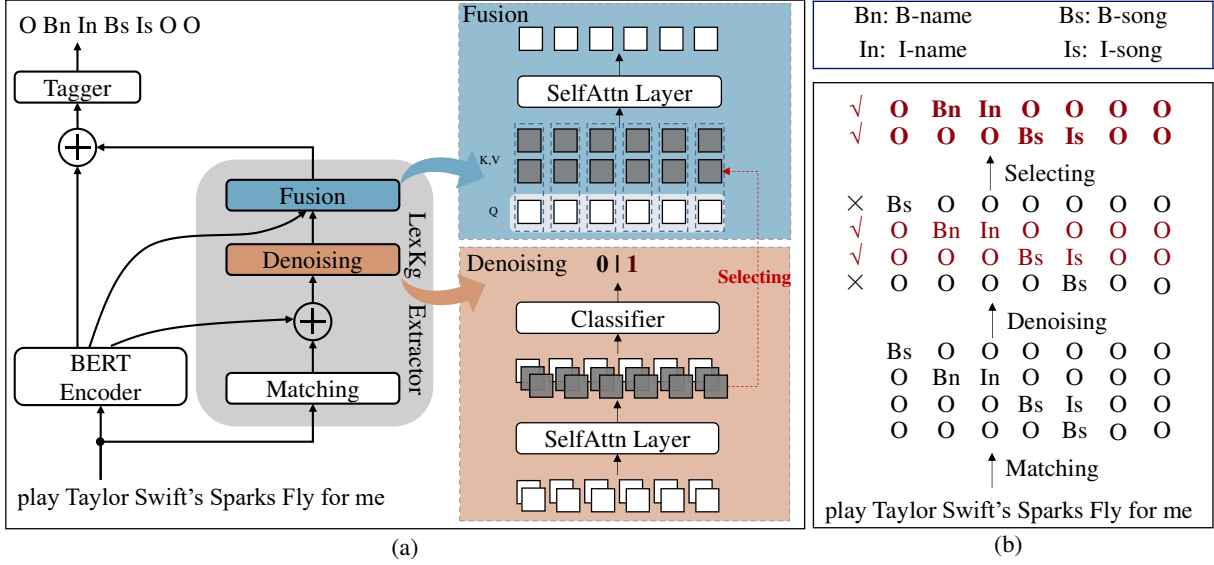 O Bn In Bs Is O O
Tagger
Fusion
Denoising
Matching
LexKg Extractor
BERT
Encoder
play Taylor Swift's Sparks Fly for me
Fusion
SelfAttn Layer
K,V
Q
Denoising 0 | 1
Selecting
Classifier
SelfAttn Layer
(a)
Bn: B-name Bs: B-song
In: I-name Is: I-song
√ O Bn In O O O O
√ O O O Bs Is O O
Selecting
× Bs O O O O O O
√ O Bn In O O O O
√ O O O Bs Is O O
× O O O O Bs O O
Denoising
Bs O O O O O O
O Bn In O O O O
O O O Bs Is O O
O O O O Bs O O
Matching
play Taylor Swift's Sparks Fly for me
(b)